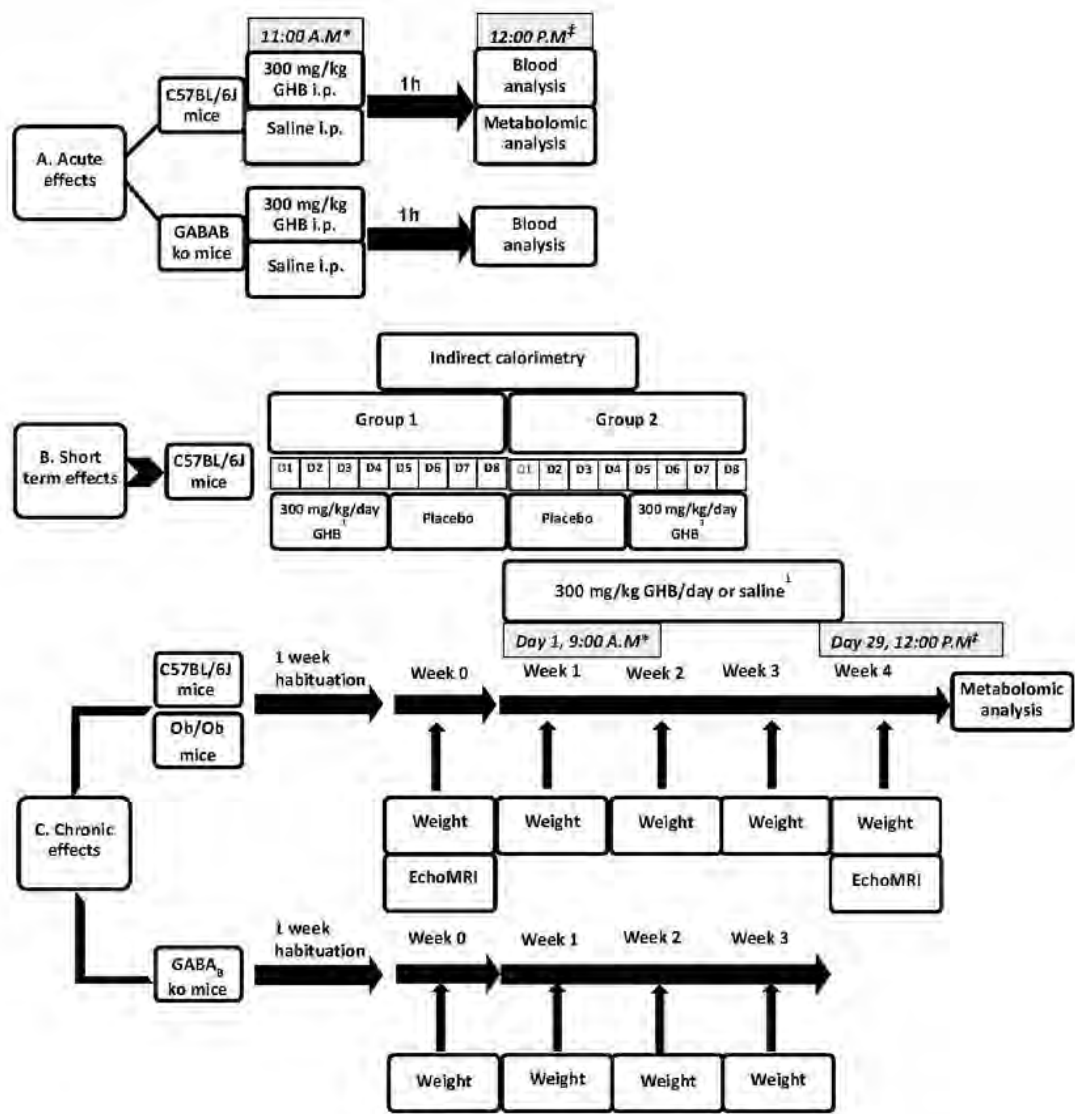 11:00 A.M*
12:00 P.M‡
A. Acute
effects
C57BL/6J
mice
300 mg/kg
GHB i.p.
Saline i.p.
1h
Blood
analysis
Metabolomic
analysis
GABAB
ko mice
300 mg/kg
GHB i.p.
Saline i.p.
1h
Blood
analysis
Indirect calorimetry
Group 1
Group 2
B. Short
term effects
C57BL/6J
mice
D1 D2 D3 D4 D5 D6 D7 D8 D1 D2 D3 D4 D5 D6 D7 D8
300 mg/kg/day
GHB
Placebo
Placebo
300 mg/kg/day
GHB
300 mg/kg GHB/day or saline
Day 1, 9:00 A.M*
Day 29, 12:00 P.M‡
C. Chronic
effects
C57BL/6J
mice
Ob/Ob
mice
1 week
habituation
Week 0
Week 1
Week 2
Week 3
Week 4
Metabolomic
analysis
Weight
Weight
Weight
Weight
Weight
EchoMRI
EchoMRI
GABAB
ko mice
1 week
habituation
Week 0
Week 1
Week 2
Week 3
Weight
Weight
Weight
Weight